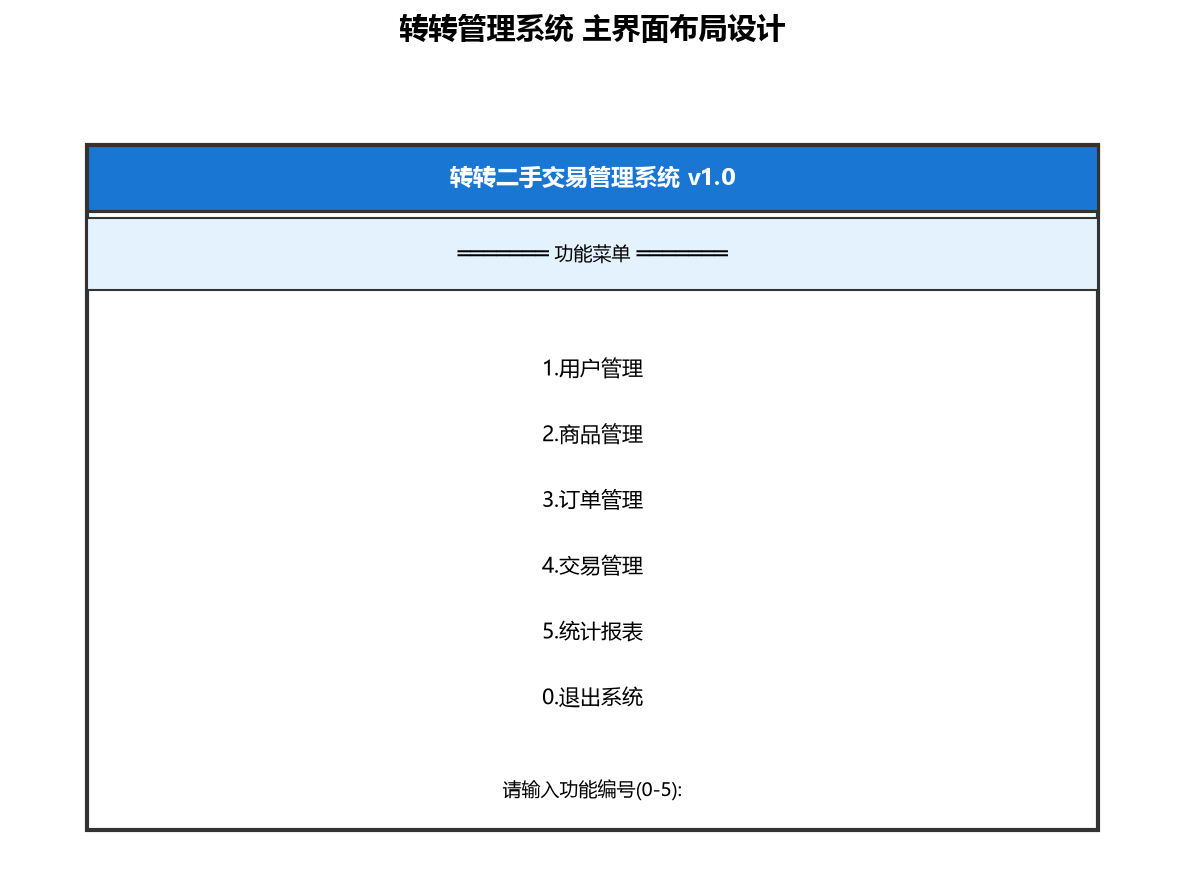 转转管理系统 主界面布局设计
转转二手交易管理系统 v1.0
═══════ 功能菜单 ═══════
1.用户管理
2.商品管理
3.订单管理
4.交易管理
5.统计报表
0.退出系统
请输入功能编号(0-5):